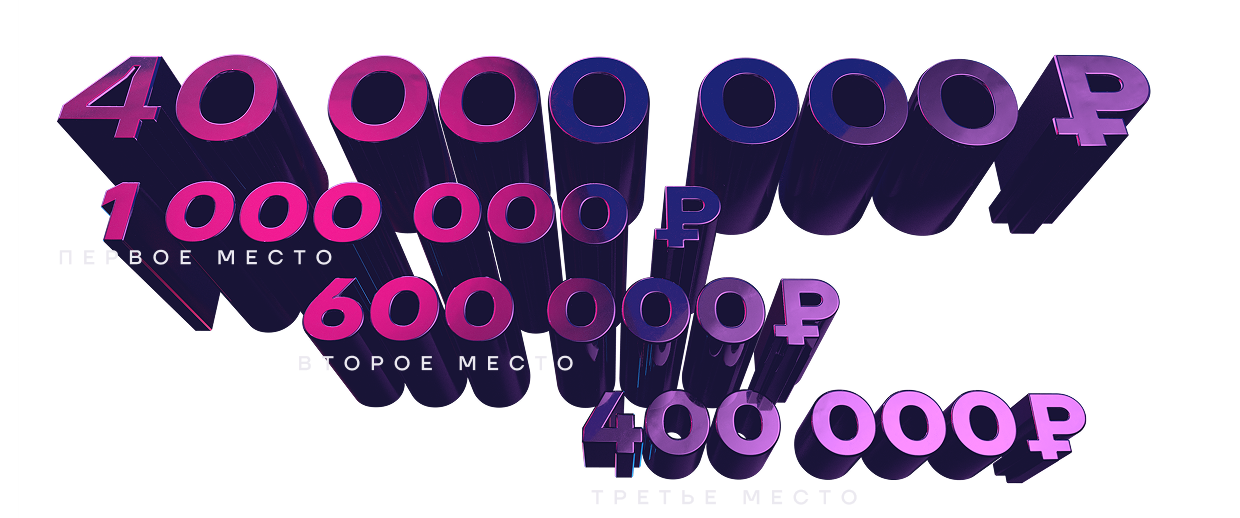 40 000 000 ₽
1 000 000 ₽
ПЕРВОЕ МЕСТО
600 000 ₽
ВТОРОЕ МЕСТО
400 000 ₽
ТРЕТЬЕ МЕСТО